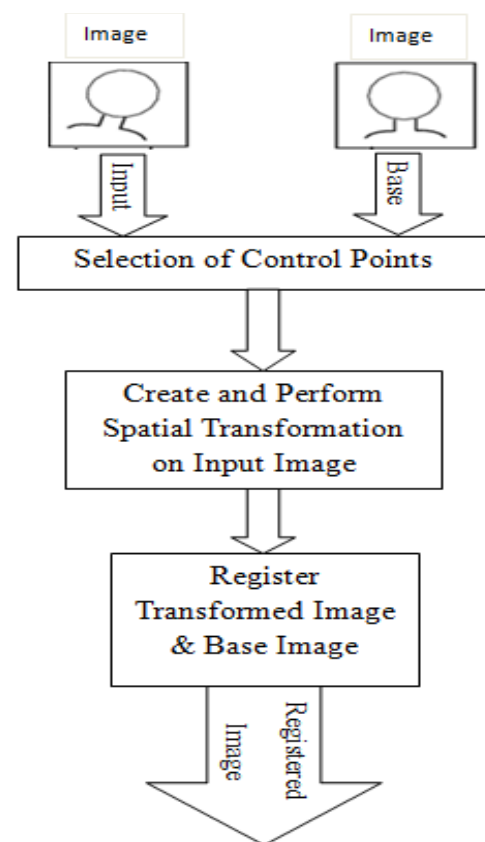 Image
Image
Input
Base
Selection of Control Points
Create and Perform
Spatial Transformation
on Input Image
Register
Transformed Image
& Base Image
Registered
Image